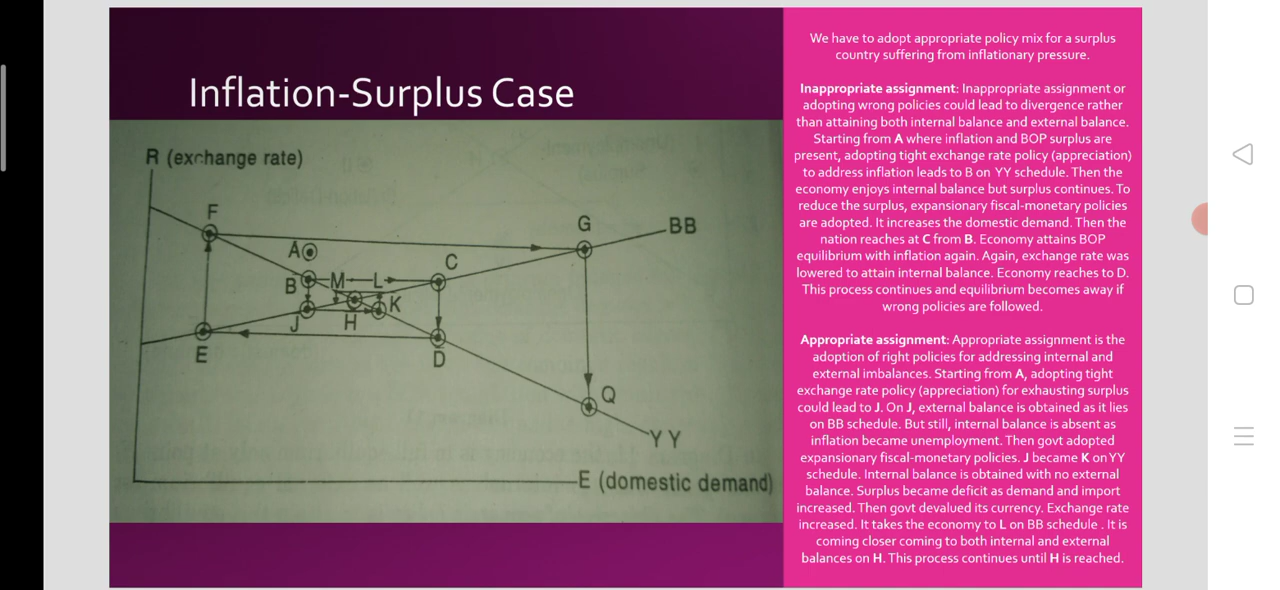 Inflation-Surplus Case
R (exchange rate)
F
A
G
BB
B
M
L
C
J
H
K
E
D
Q
YY
E (domestic demand)
We have to adopt appropriate policy mix for a surplus
country suffering from inflationary pressure.
Inappropriate assignment: Inappropriate assignment or
adopting wrong policies could lead to divergence rather
than attaining both internal balance and external balance.
Starting from A where inflation and BOP surplus are
present, adopting tight exchange rate policy (appreciation)
to address inflation leads to B on YY schedule. Then the
economy enjoys internal balance but surplus continues. To
reduce the surplus, expansionary fiscal-monetary policies
are adopted. It increases the domestic demand. Then the
nation reaches at C from B. Economy attains BOP
equilibrium with inflation again. Again, exchange rate was
lowered to attain internal balance. Economy reaches to D.
This process continues and equilibrium becomes away if
wrong policies are followed.
Appropriate assignment: Appropriate assignment is the
adoption of right policies for addressing internal and
external imbalances. Starting from A, adopting tight
exchange rate policy (appreciation) for exhausting surplus
could lead to J. On J, external balance is obtained as it lies
on BB schedule. But still, internal balance is absent as
inflation became unemployment. Then govt adopted
expansionary fiscal-monetary policies. J became K on YY
schedule. Internal balance is obtained with no external
balance. Surplus became deficit as demand and import
increased. Then govt devalued its currency. Exchange rate
increased. It takes the economy to L on BB schedule . It is
coming closer coming to both internal and external
balances on H. This process continues until H is reached.